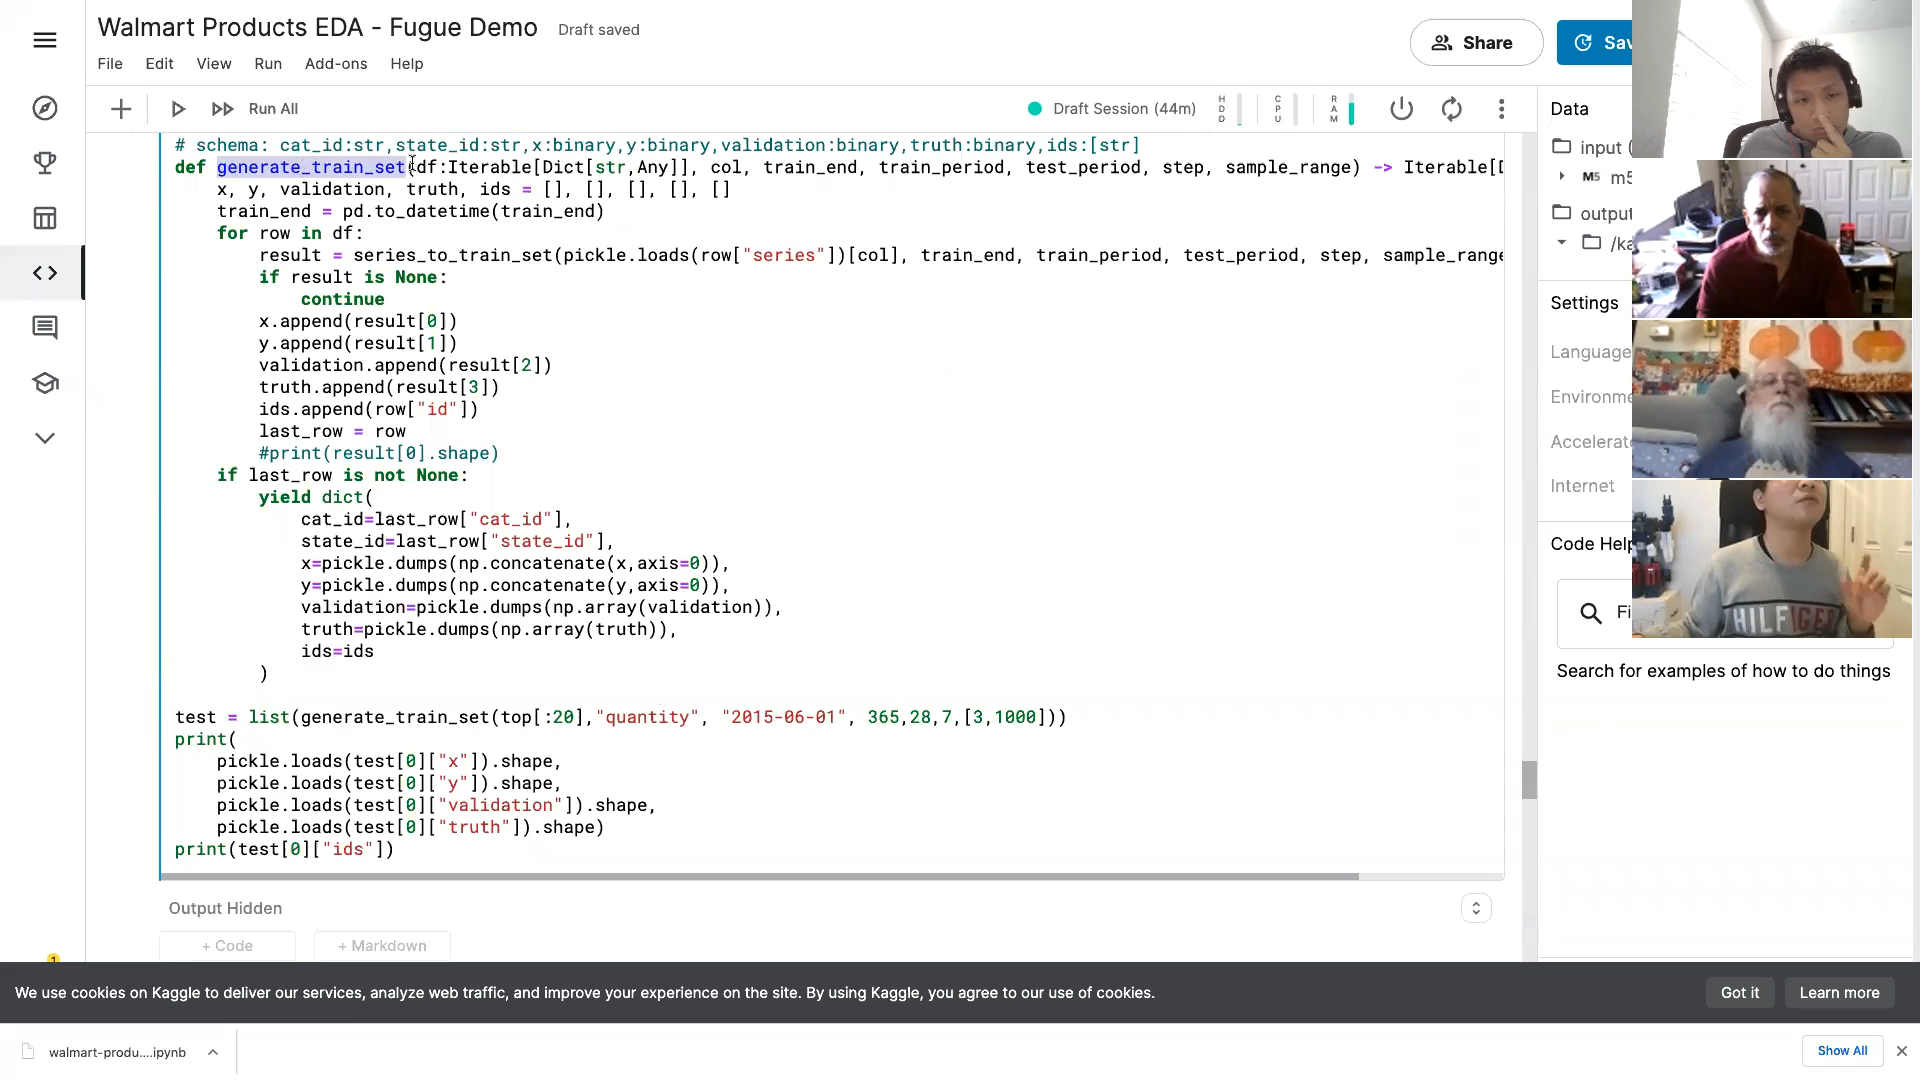 Walmart Products EDA - Fugue Demo
Draft saved
File Edit View Run Add-ons Help
Share
Run All
Draft Session (44m)
HDD
CPU
RAM
# schema: cat_id:str,state_id:str,x:binary,y:binary,validation:binary,truth:binary,ids:[str]
def generate_train_set(df:Iterable[Dict[str,Any]], col, train_end, train_period, test_period, step, sample_range) -> Iterable[
x, y, validation, truth, ids = [], [], [], [], []
train_end = pd.to_datetime(train_end)
for row in df:
result = series_to_train_set(pickle.loads(row["series"])[col], train_end, train_period, test_period, step, sample_range
if result is None:
continue
x.append(result[0])
y.append(result[1])
validation.append(result[2])
truth.append(result[3])
ids.append(row["id"])
last_row = row
#print(result[0].shape)
if last_row is not None:
yield dict(
cat_id=last_row["cat_id"],
state_id=last_row["state_id"],
x=pickle.dumps(np.concatenate(x,axis=0)),
y=pickle.dumps(np.concatenate(y,axis=0)),
validation=pickle.dumps(np.array(validation)),
truth=pickle.dumps(np.array(truth)),
ids=ids
)
test = list(generate_train_set(top[:20],"quantity", "2015-06-01", 365,28,7,[3,1000]))
print(
pickle.loads(test[0]["x"]).shape,
pickle.loads(test[0]["y"]).shape,
pickle.loads(test[0]["validation"]).shape,
pickle.loads(test[0]["truth"]).shape)
print(test[0]["ids"])
Output Hidden
+ Code
+ Markdown
Data
input (
M5 m5
output
/ka
Settings
Language
Environme
Accelerat
Internet
Code Help
Fi
Search for examples of how to do things
HILFIGER
We use cookies on Kaggle to deliver our services, analyze web traffic, and improve your experience on the site. By using Kaggle, you agree to our use of cookies.
Got it
Learn more
walmart-produ....ipynb
Show All